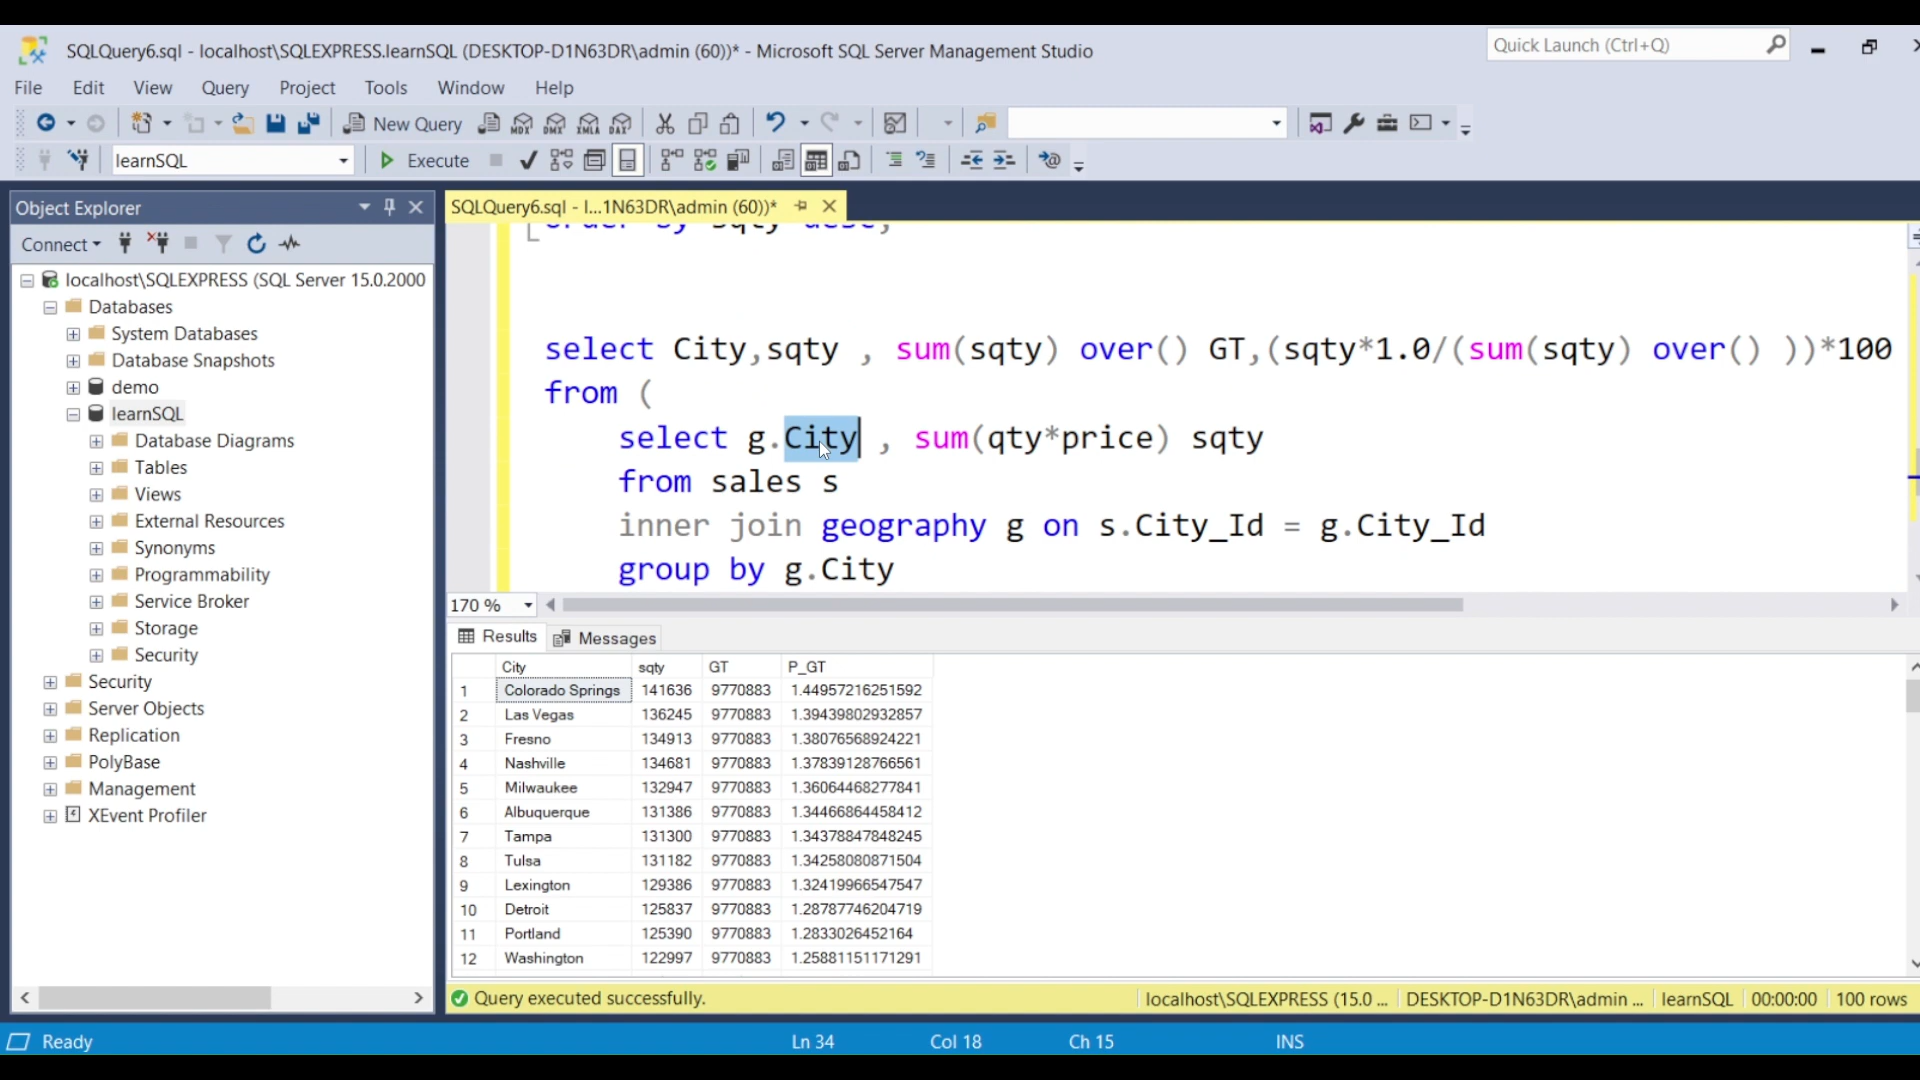 SQLQuery6.sql - localhost\SQLEXPRESS.learnSQL (DESKTOP-D1N63DR\admin (60))* - Microsoft SQL Server Management Studio
Quick Launch (Ctrl+Q)
File Edit View Query Project Tools Window Help
New Query MDX DMX XMLA DAX
learnSQL Execute
Object Explorer
Connect
localhost\SQLEXPRESS (SQL Server 15.0.2000
Databases
System Databases
Database Snapshots
demo
learnSQL
Database Diagrams
Tables
Views
External Resources
Synonyms
Programmability
Service Broker
Storage
Security
Security
Server Objects
Replication
PolyBase
Management
XEvent Profiler
SQLQuery6.sql - l...1N63DR\admin (60))*
order by sqty desc;
select City,sqty , sum(sqty) over() GT,(sqty*1.0/(sum(sqty) over() ))*100
from (
select g.City , sum(qty*price) sqty
from sales s
inner join geography g on s.City_Id = g.City_Id
group by g.City
170 %
Results Messages
City sqty GT P_GT
1 Colorado Springs 141636 9770883 1.44957216251592
2 Las Vegas 136245 9770883 1.39439802932857
3 Fresno 134913 9770883 1.38076568924221
4 Nashville 134681 9770883 1.37839128766561
5 Milwaukee 132947 9770883 1.36064468277841
6 Albuquerque 131386 9770883 1.34466864458412
7 Tampa 131300 9770883 1.34378847848245
8 Tulsa 131182 9770883 1.34258080871504
9 Lexington 129386 9770883 1.32419966547547
10 Detroit 125837 9770883 1.28787746204719
11 Portland 125390 9770883 1.2833026452164
12 Washington 122997 9770883 1.25881151171291
Query executed successfully. localhost\SQLEXPRESS (15.0 ... DESKTOP-D1N63DR\admin ... learnSQL 00:00:00 100 rows
Ready Ln 34 Col 18 Ch 15 INS